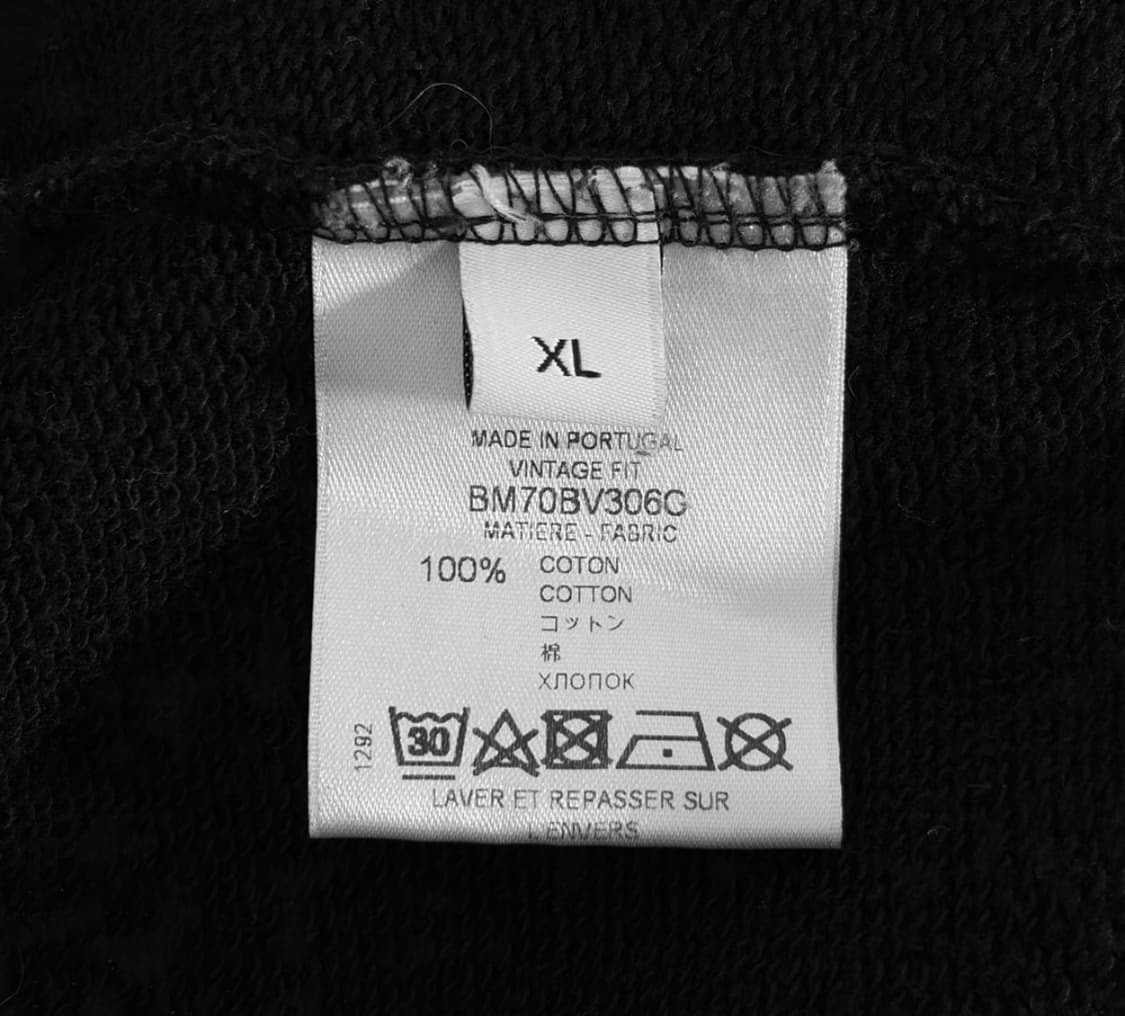 XL
MADE IN PORTUGAL
VINTAGE FIT
BM70BV306G
MATIERE - FABRIC
100% COTON
COTTON
コットン
棉
ХЛОПОК
1292
30
LAVER ET REPASSER SUR
L'ENVERS